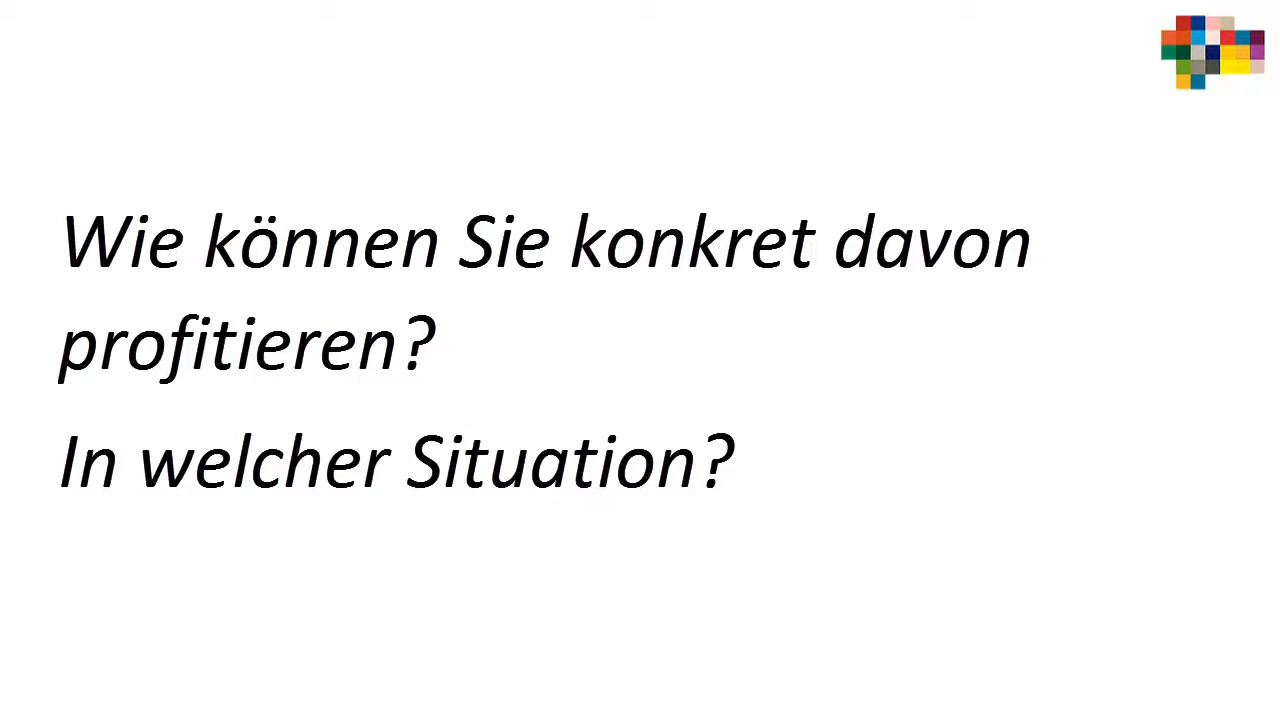 Wie können Sie konkret davon
profitieren?
In welcher Situation?